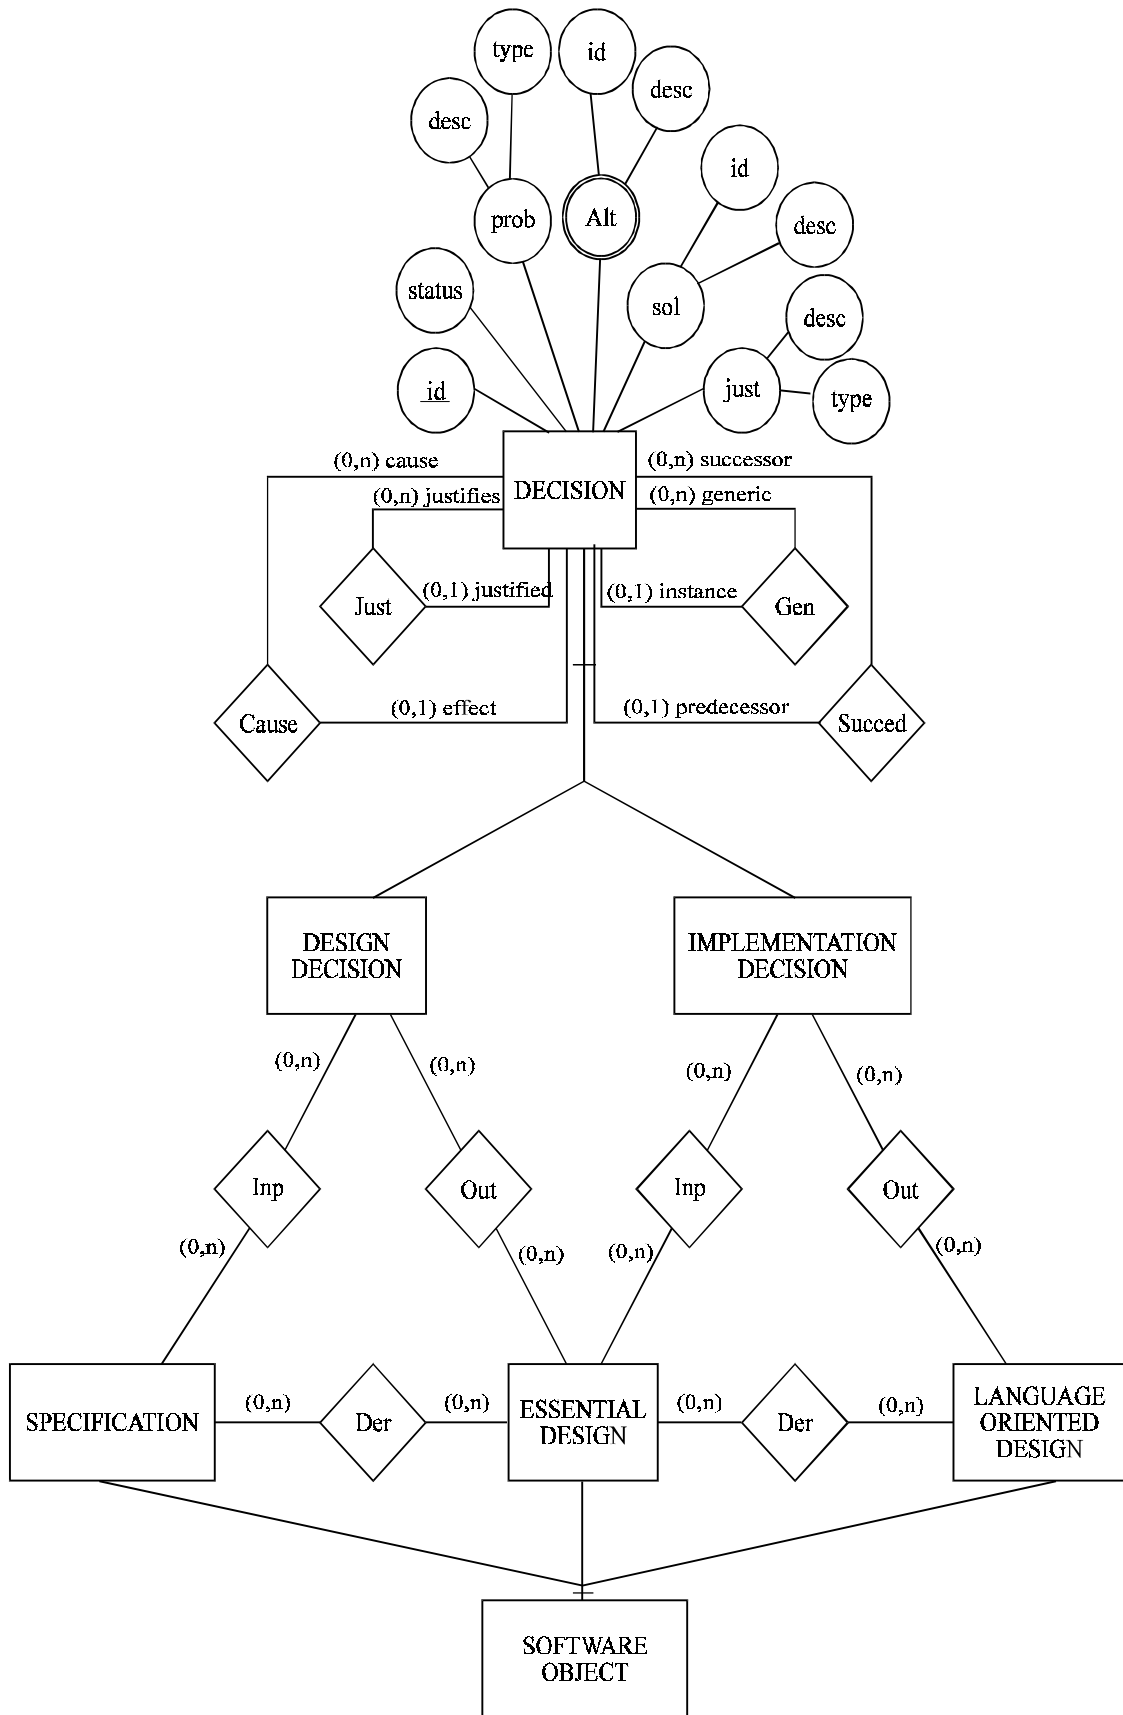 type
id
desc
desc
id
prob
Alt
desc
status
sol
desc
id
just
type
(0,n) cause
(0,n) successor
(0,n) justifies
DECISION
(0,n) generic
Just
(0,1) justified
(0,1) instance
Gen
Cause
(0,1) effect
(0,1) predecessor
Succed
DESIGN
DECISION
IMPLEMENTATION
DECISION
(0,n)
(0,n)
(0,n)
(0,n)
Inp
Out
Inp
Out
(0,n)
(0,n)
(0,n)
(0,n)
SPECIFICATION
(0,n)
Der
(0,n)
ESSENTIAL
DESIGN
(0,n)
Der
(0,n)
LANGUAGE
ORIENTED
DESIGN
SOFTWARE
OBJECT